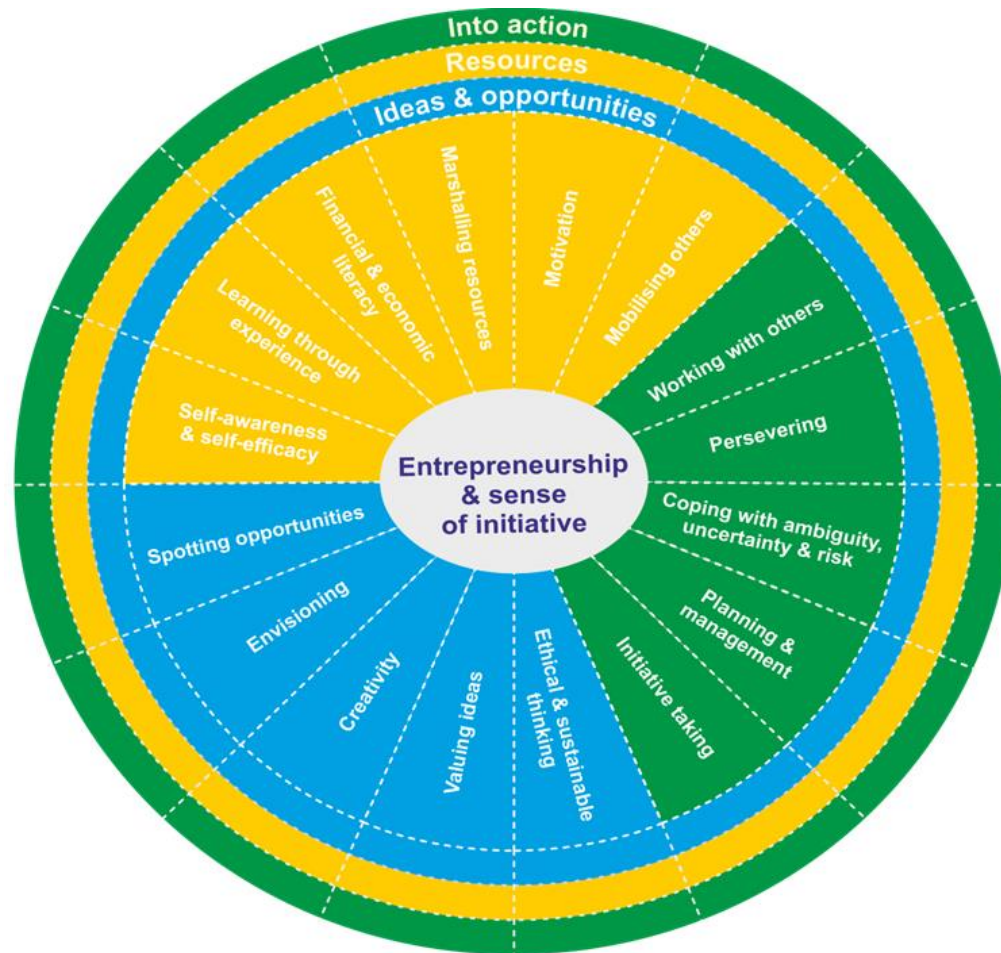 Into action
Resources
Ideas & opportunities
Self-awareness
& self-efficacy
Learning through
experience
Financial & economic
literacy
Marshalling resources
Motivation
Mobilising others
Working with others
Persevering
Coping with ambiguity,
uncertainty & risk
Planning &
management
Initiative taking
Ethical & sustainable
thinking
Valuing ideas
Creativity
Envisioning
Spotting opportunities
Entrepreneurship
& sense
of initiative